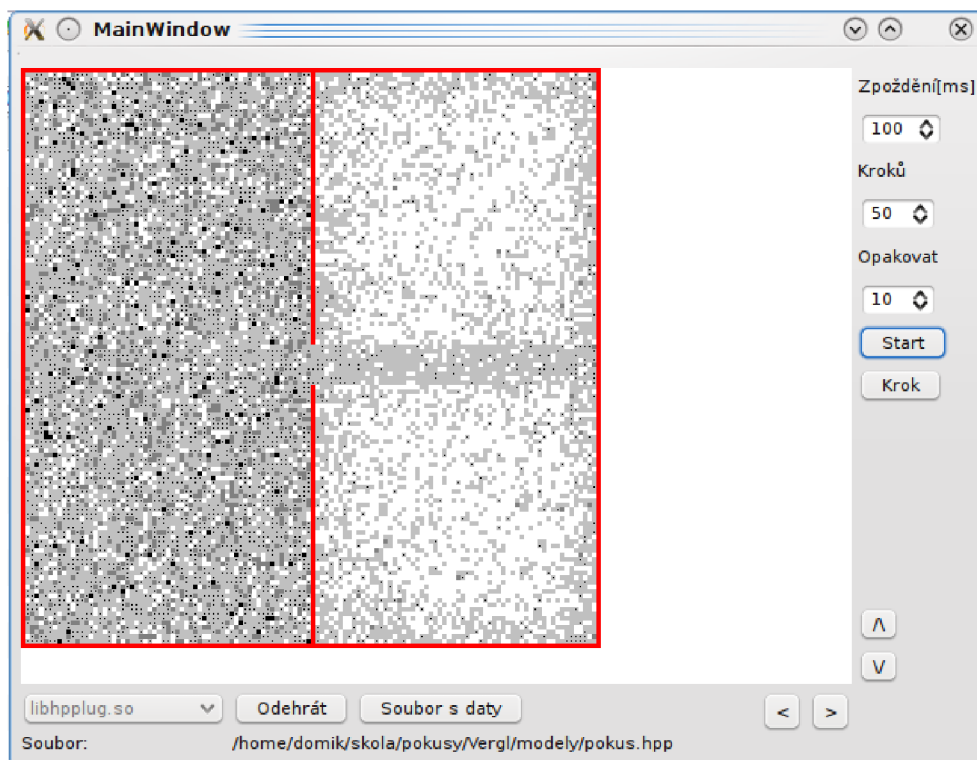 MainWindow
Zpoždění[ms]
100
Kroků
50
Opakovat
10
Start
Krok
/\
V
libhpplug.so
Odehrát
Soubor s daty
<
>
Soubor:
/home/domik/skola/pokusy/Vergl/modely/pokus.hpp